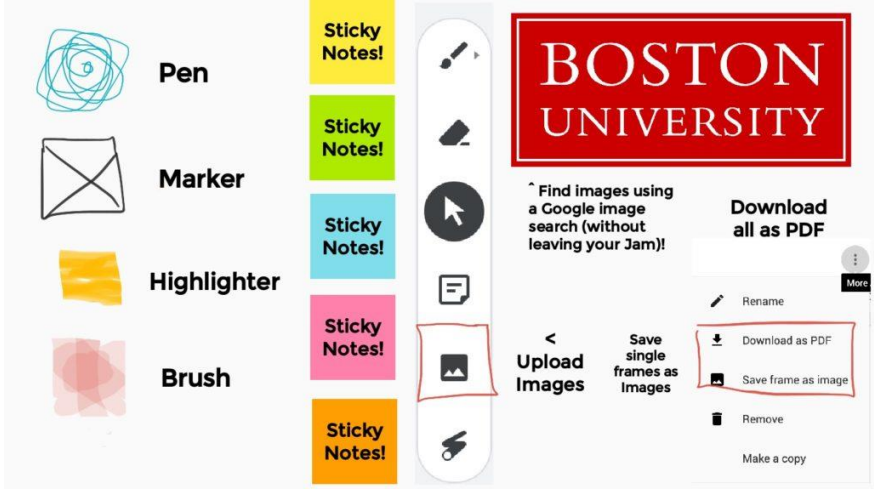 Pen
Marker
Highlighter
Brush
Sticky
Notes!
Sticky
Notes!
Sticky
Notes!
Sticky
Notes!
Sticky
Notes!
BOSTON
UNIVERSITY
^ Find images using
a Google image
search (without
leaving your Jam)!
<
Upload
Images
Save
single
frames as
Images
Download
all as PDF
More
Rename
Download as PDF
Save frame as image
Remove
Make a copy